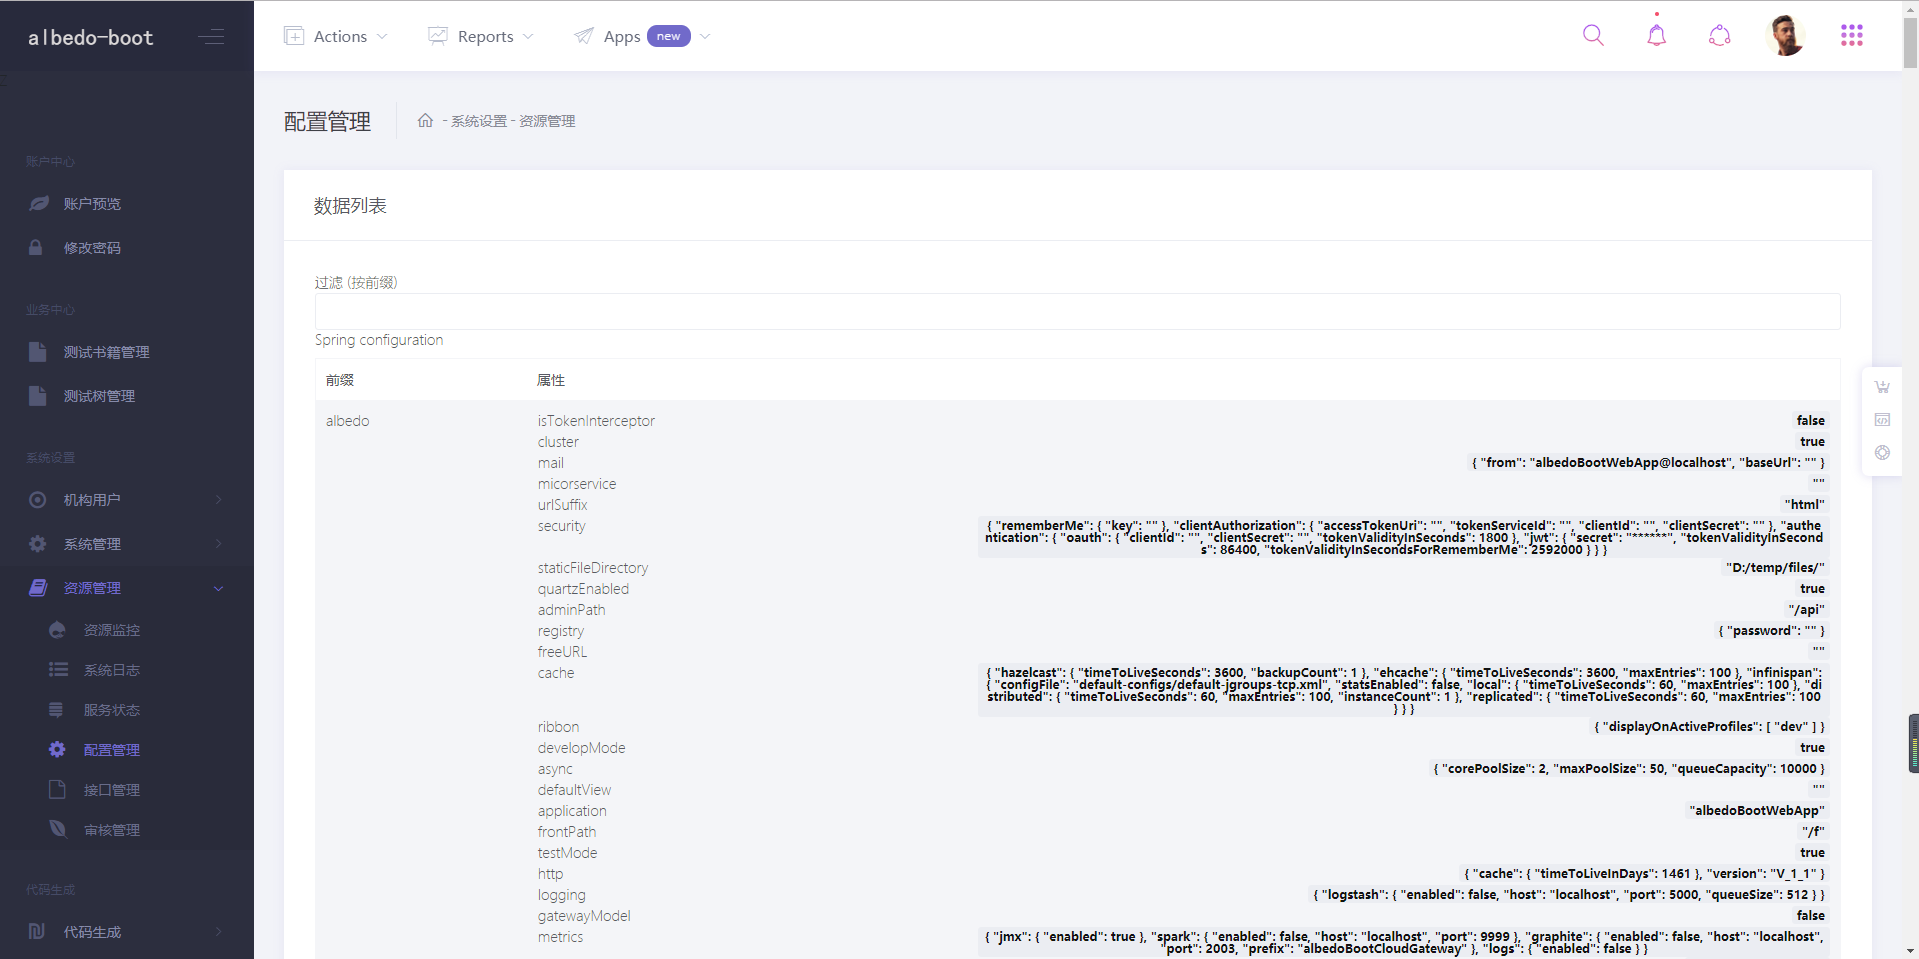 albedo-boot
Actions
Reports
Apps new
账户中心
账户预览
修改密码
业务中心
测试书籍管理
测试树管理
系统设置
机构用户
系统管理
资源管理
资源监控
系统日志
服务状态
配置管理
接口管理
审核管理
代码生成
代码生成
配置管理
- 系统设置 - 资源管理
数据列表
过滤 (按前缀)
Spring configuration
前缀 属性
albedo isTokenInterceptor false
cluster true
mail { "from": "albedoBootWebApp@localhost", "baseUrl": "" }
micorservice ""
urlSuffix "html"
security { "rememberMe": { "key": "" }, "clientAuthorization": { "accessTokenUri": "", "tokenServiceId": "", "clientId": "", "clientSecret": "" }, "authe
ntication": { "oauth": { "clientId": "", "clientSecret": "", "tokenValidityInSeconds": 1800 }, "jwt": { "secret": "******", "tokenValidityInSecond
s": 86400, "tokenValidityInSecondsForRememberMe": 2592000 } } }
staticFileDirectory "D:/temp/files/"
quartzEnabled true
adminPath "/api"
registry { "password": "" }
freeURL ""
cache { "hazelcast": { "timeToLiveSeconds": 3600, "backupCount": 1 }, "ehcache": { "timeToLiveSeconds": 3600, "maxEntries": 100 }, "infinispan":
{ "configFile": "default-configs/default-jgroups-tcp.xml", "statsEnabled": false, "local": { "timeToLiveSeconds": 60, "maxEntries": 100 }, "di
stributed": { "timeToLiveSeconds": 60, "maxEntries": 100, "instanceCount": 1 }, "replicated": { "timeToLiveSeconds": 60, "maxEntries": 100
} } }
ribbon { "displayOnActiveProfiles": [ "dev" ] }
developMode true
async { "corePoolSize": 2, "maxPoolSize": 50, "queueCapacity": 10000 }
defaultView ""
application "albedoBootWebApp"
frontPath "/f"
testMode true
http { "cache": { "timeToLiveInDays": 1461 }, "version": "V_1_1" }
logging { "logstash": { "enabled": false, "host": "localhost", "port": 5000, "queueSize": 512 } }
gatewayModel false
metrics { "jmx": { "enabled": true }, "spark": { "enabled": false, "host": "localhost", "port": 9999 }, "graphite": { "enabled": false, "host": "localhost",
"port": 2003, "prefix": "albedoBootCloudGateway" }, "logs": { "enabled": false } }